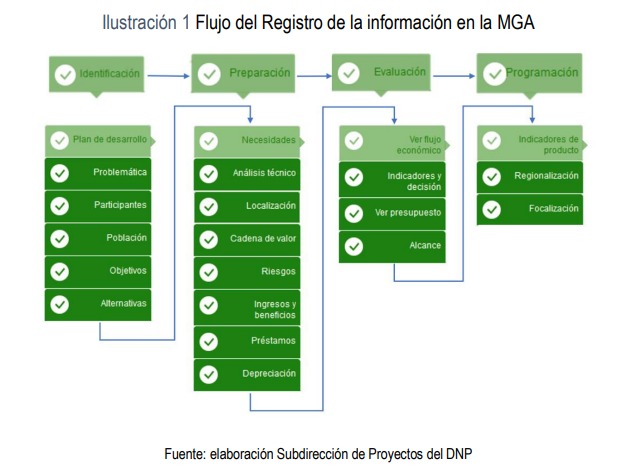 Ilustración 1 Flujo del Registro de la información en la MGA
Identificación
Preparación
Evaluación
Programación
Plan de desarrollo
Problemática
Participantes
Población
Objetivos
Alternativas
Necesidades
Análisis técnico
Localización
Cadena de valor
Riesgos
Ingresos y
beneficios
Préstamos
Depreciación
Ver flujo
económico
Indicadores y
decisión
Ver presupuesto
Alcance
Indicadores de
producto
Regionalización
Focalización
Fuente: elaboración Subdirección de Proyectos del DNP